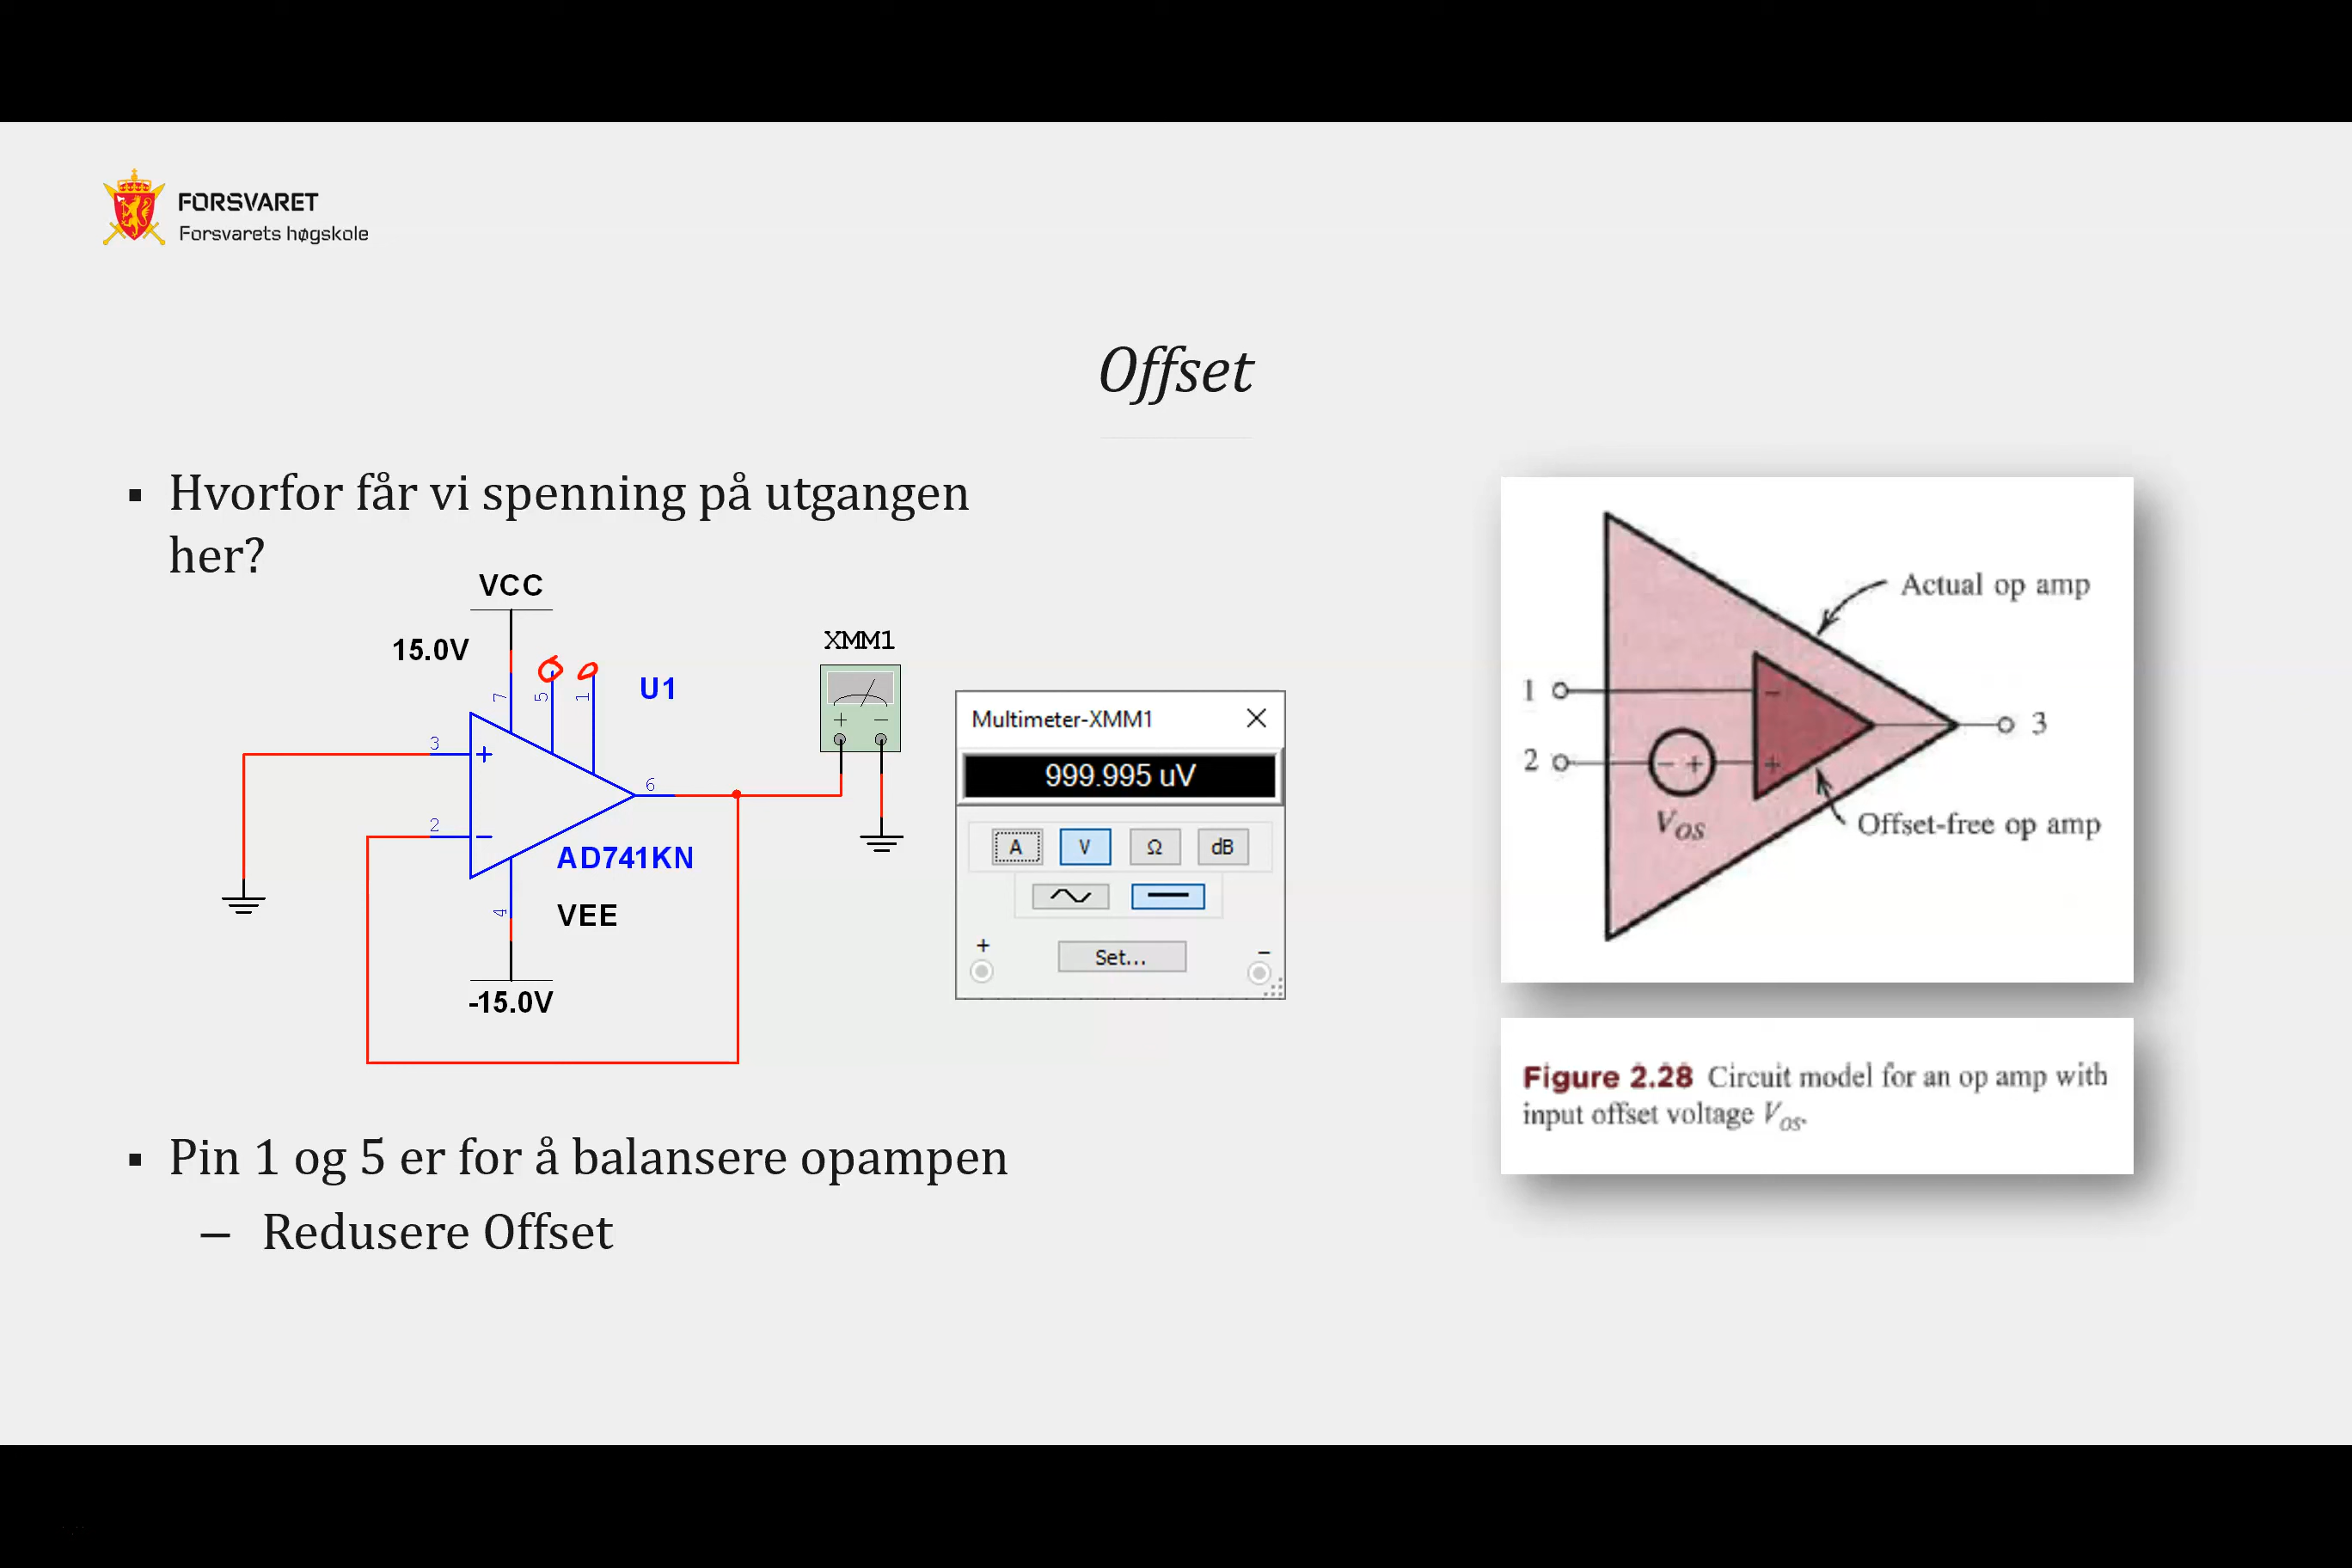 FORSVARET
Forsvarets høgskole
Offset
▪ Hvorfor får vi spenning på utgangen
her?
VCC
15.0V
7
5
1
U1
3
+
2
−
6
4
AD741KN
VEE
-15.0V
XMM1
+ −
Multimeter-XMM1
999.995 uV
A V Ω dB
Set...
+ −
▪ Pin 1 og 5 er for å balansere opampen
– Redusere Offset
Actual op amp
1
−
3
2
− + +
VOS
Offset-free op amp
Figure 2.28 Circuit model for an op amp with
input offset voltage VOS.